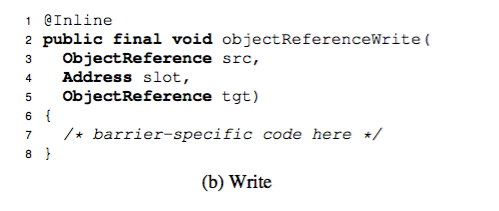 1 @Inline
2 public final void objectReferenceWrite(
3 ObjectReference src,
4 Address slot,
5 ObjectReference tgt)
6 {
7 /* barrier-specific code here */
8 }
(b) Write